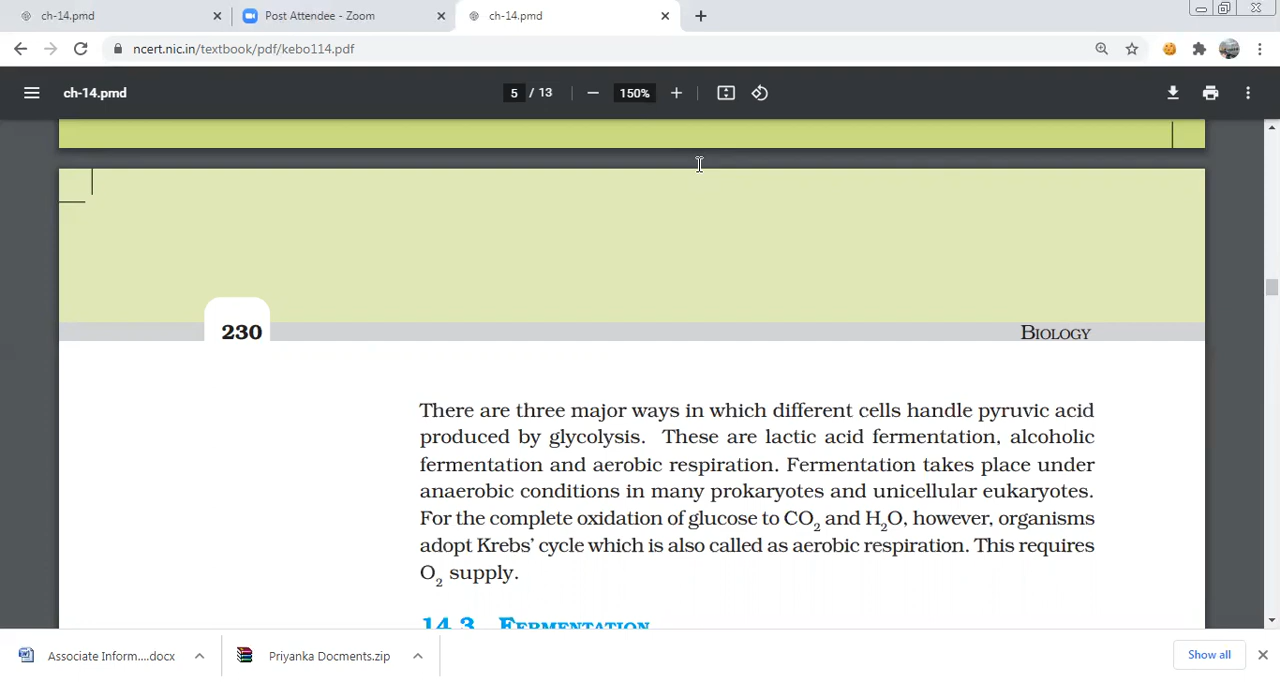 ch-14.pmd
Post Attendee - Zoom
ch-14.pmd
ncert.nic.in/textbook/pdf/kebo114.pdf
ch-14.pmd
5 / 13
150%
230
BIOLOGY
There are three major ways in which different cells handle pyruvic acid
produced by glycolysis. These are lactic acid fermentation, alcoholic
fermentation and aerobic respiration. Fermentation takes place under
anaerobic conditions in many prokaryotes and unicellular eukaryotes.
For the complete oxidation of glucose to CO₂ and H₂O, however, organisms
adopt Krebs’ cycle which is also called as aerobic respiration. This requires
O₂ supply.
14.3 FERMENTATION
Associate Inform....docx
Priyanka Docments.zip
Show all